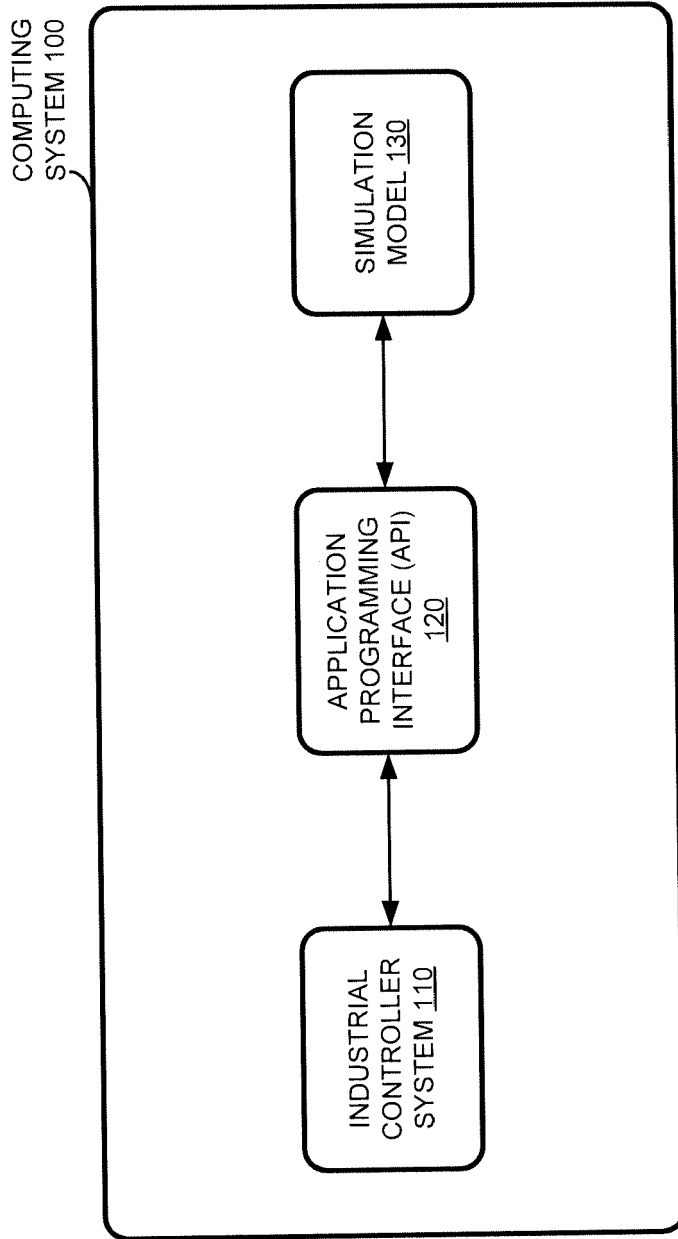 COMPUTING
SYSTEM 100
INDUSTRIAL
CONTROLLER
SYSTEM 110
APPLICATION
PROGRAMMING
INTERFACE (API)
120
SIMULATION
MODEL 130